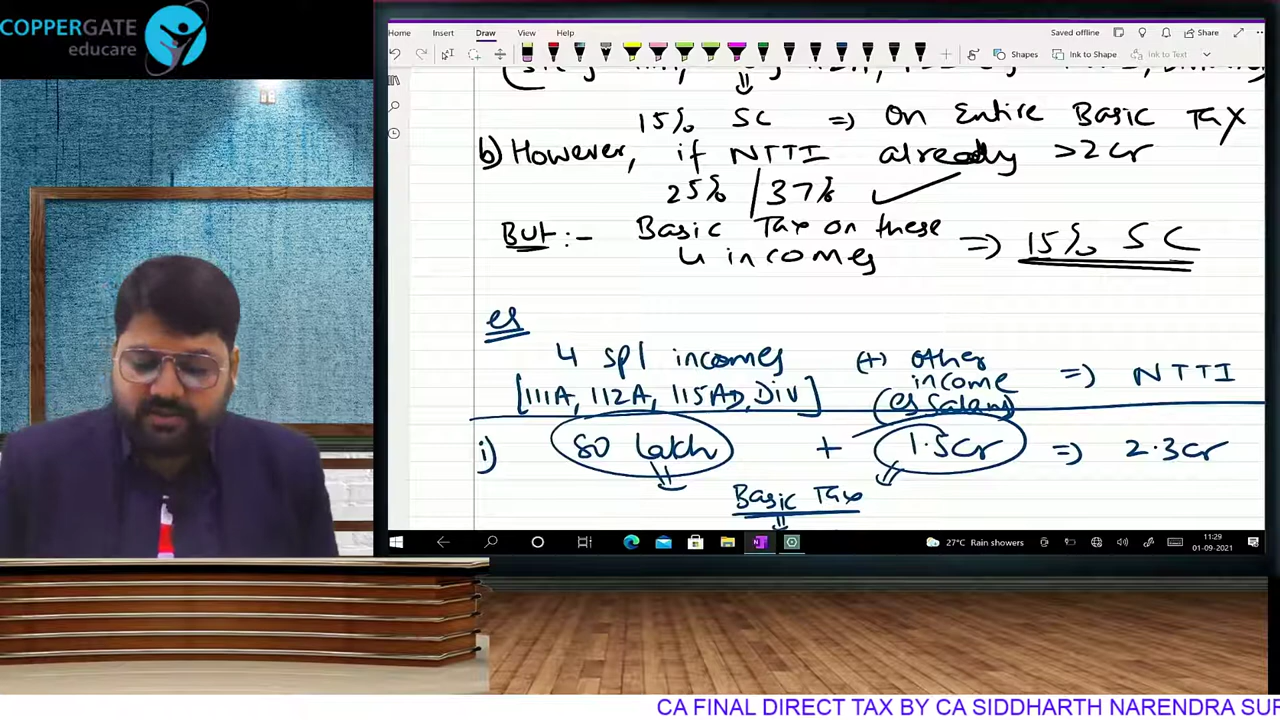 COPPERGATE
educare
Home Insert Draw View Help
Saved offline
Share
Shapes
Ink to Shape
Ink to Text
15% SC => On Entire Basic Tax
b) However, if NTTI already >2 Cr
25% / 37%
But :- Basic Tax on these
4 incomes => 15% SC
eg
4 spl incomes (+) other
income => NTTI
[111A, 112A, 115AD, Div] (eg Salary)
i) 80 lakh + 1.5Cr => 2.3Cr
Basic Tax
27°C Rain showers
11:29
01-09-2021
CA FINAL DIRECT TAX BY CA SIDDHARTH NARENDRA SUR